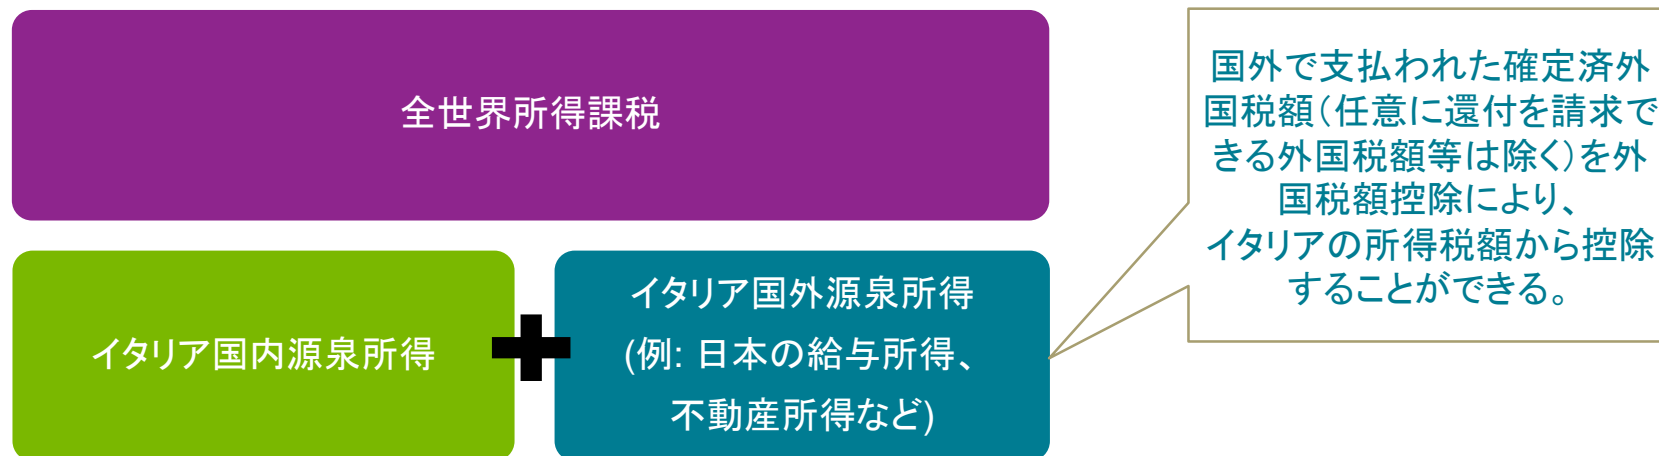 全世界所得課税
国外で支払われた確定済外
国税額(任意に還付を請求で
きる外国税額等は除く)を外
国税額控除により、
イタリアの所得税額から控除
することができる。
イタリア国内源泉所得
イタリア国外源泉所得
(例: 日本の給与所得、
不動産所得など)